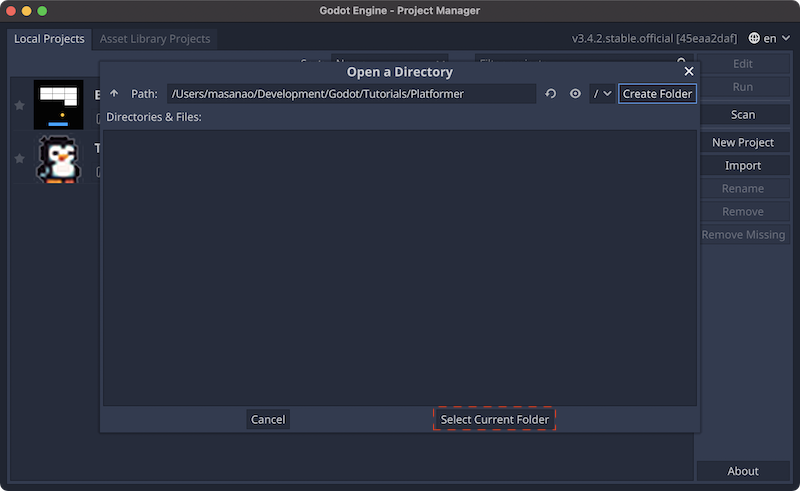 Godot Engine - Project Manager
Local Projects Asset Library Projects v3.4.2.stable.official [45eaa2daf] en
Open a Directory
Edit
Path: /Users/masanao/Development/Godot/Tutorials/Platformer / Create Folder
Run
Directories & Files:
Scan
New Project
Import
Rename
Remove
Remove Missing
Cancel Select Current Folder
About